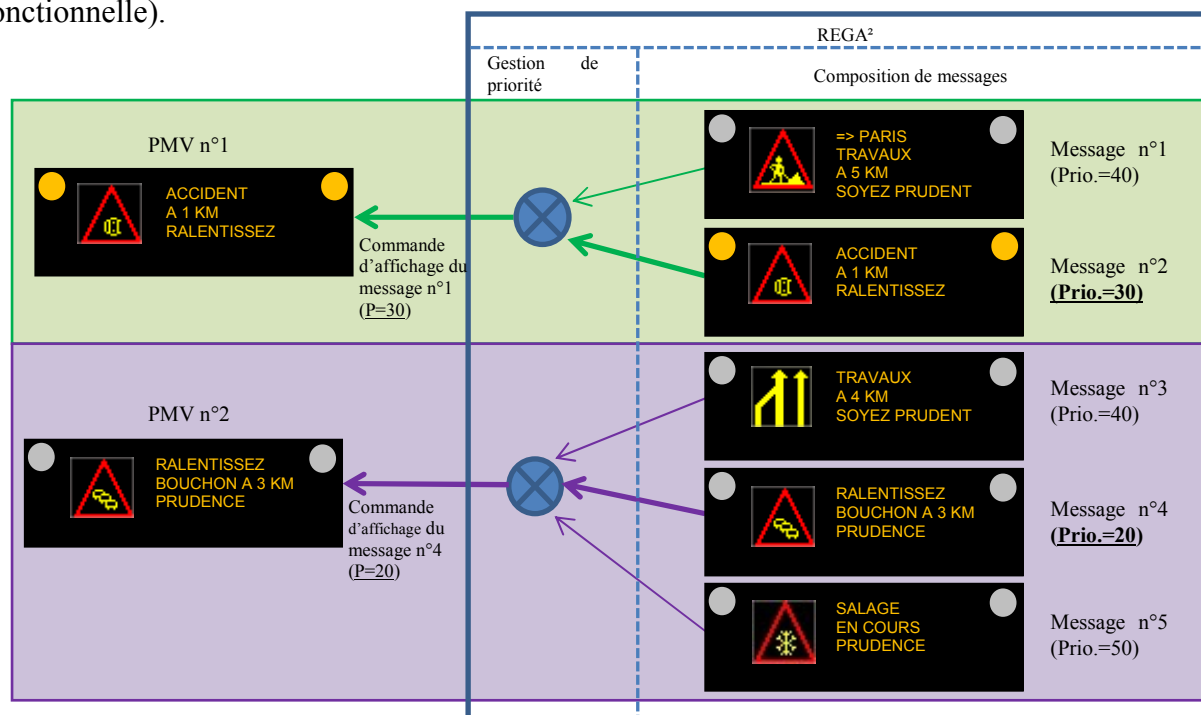 onctionnelle).
REGA²
Gestion de
priorité
Composition de messages
PMV n°1
ACCIDENT
A 1 KM
RALENTISSEZ
Commande
d’affichage du
message n°1
(P=30)
=> PARIS
TRAVAUX
A 5 KM
SOYEZ PRUDENT
Message n°1
(Prio.=40)
ACCIDENT
A 1 KM
RALENTISSEZ
Message n°2
(Prio.=30)
PMV n°2
RALENTISSEZ
BOUCHON A 3 KM
PRUDENCE
Commande
d’affichage du
message n°4
(P=20)
TRAVAUX
A 4 KM
SOYEZ PRUDENT
Message n°3
(Prio.=40)
RALENTISSEZ
BOUCHON A 3 KM
PRUDENCE
Message n°4
(Prio.=20)
SALAGE
EN COURS
PRUDENCE
Message n°5
(Prio.=50)